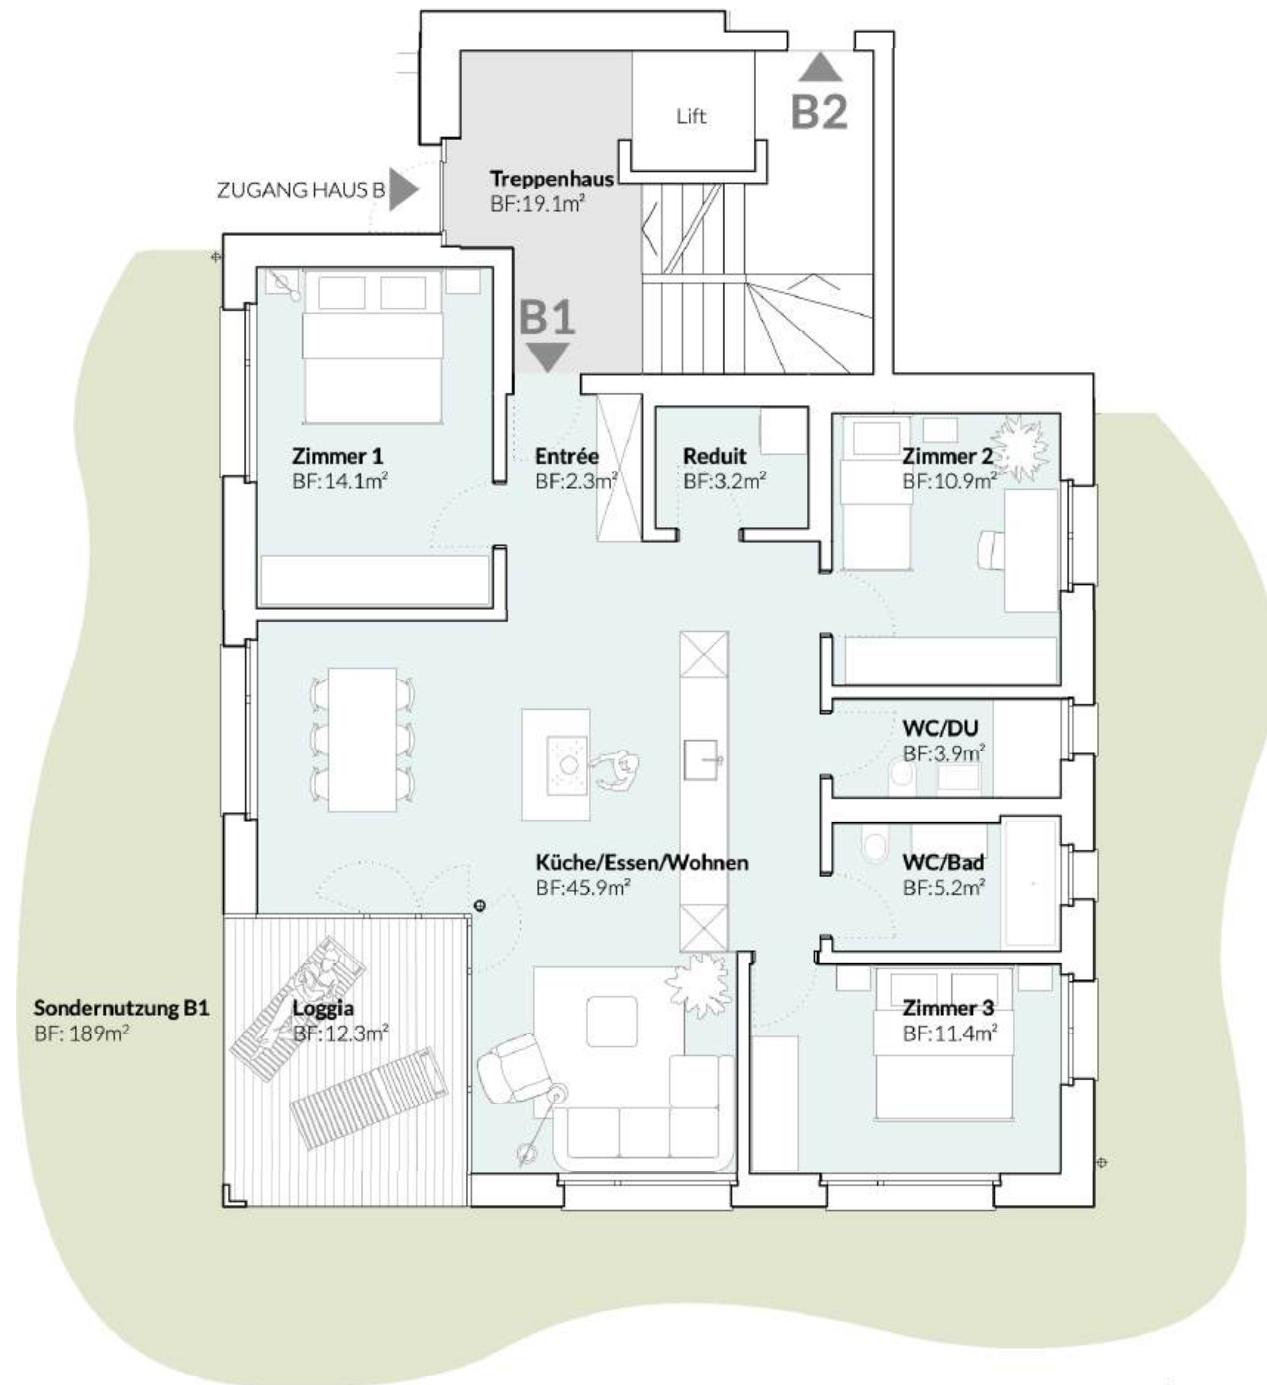 Lift
B2
Treppenhaus
BF:19.1m²
ZUGANG HAUS B
B1
Zimmer 1
BF:14.1m²
Entrée
BF:2.3m²
Reduit
BF:3.2m²
Zimmer 2
BF:10.9m²
WC/DU
BF:3.9m²
Küche/Essen/Wohnen
BF:45.9m²
WC/Bad
BF:5.2m²
Sondernutzung B1
BF: 189m²
Loggia
BF:12.3m²
Zimmer 3
BF:11.4m²